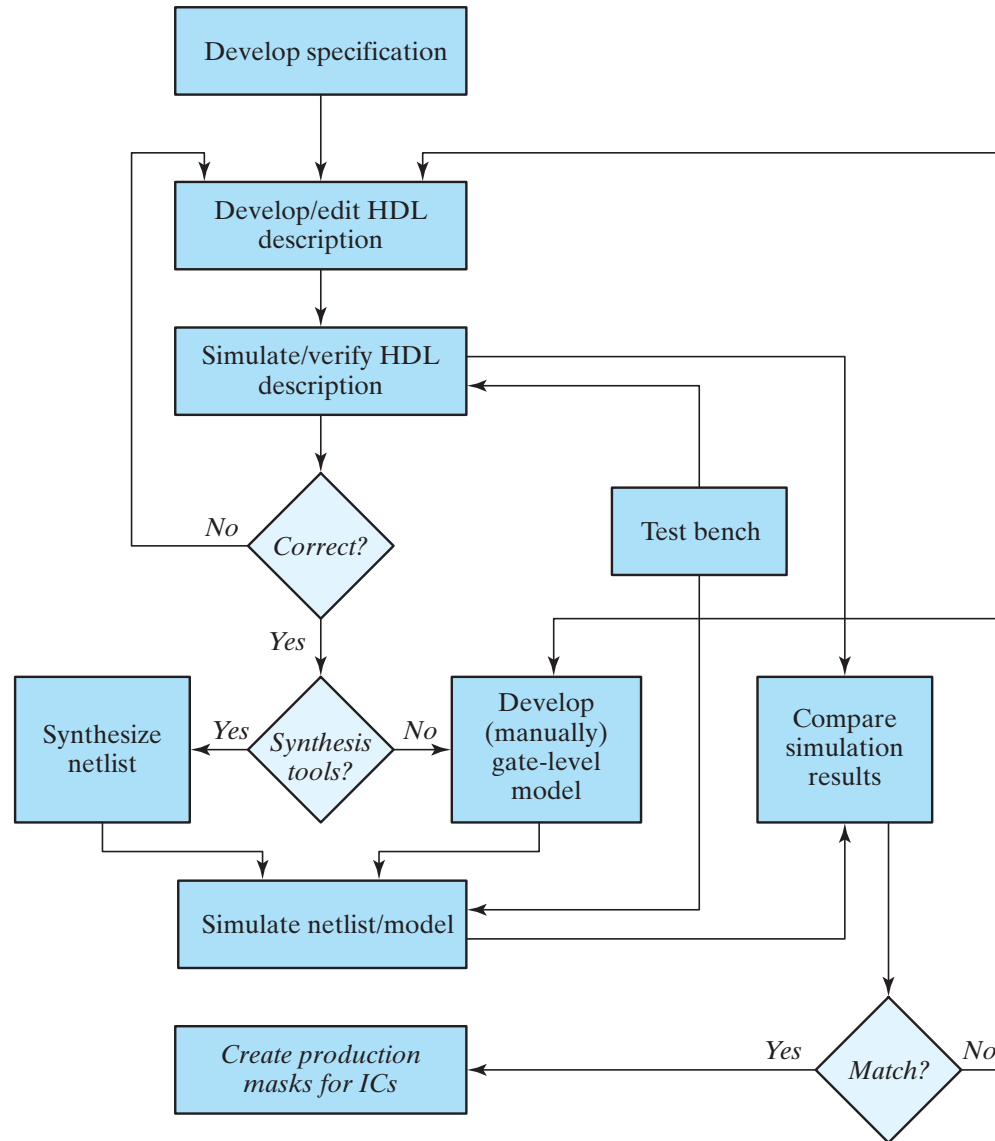 Develop specification
Develop/edit HDL
description
Simulate/verify HDL
description
No
Correct?
Test bench
Yes
Synthesize
netlist
Yes
Synthesis
tools?
No
Develop
(manually)
gate-level
model
Compare
simulation
results
Simulate netlist/model
Create production
masks for ICs
Yes
Match?
No